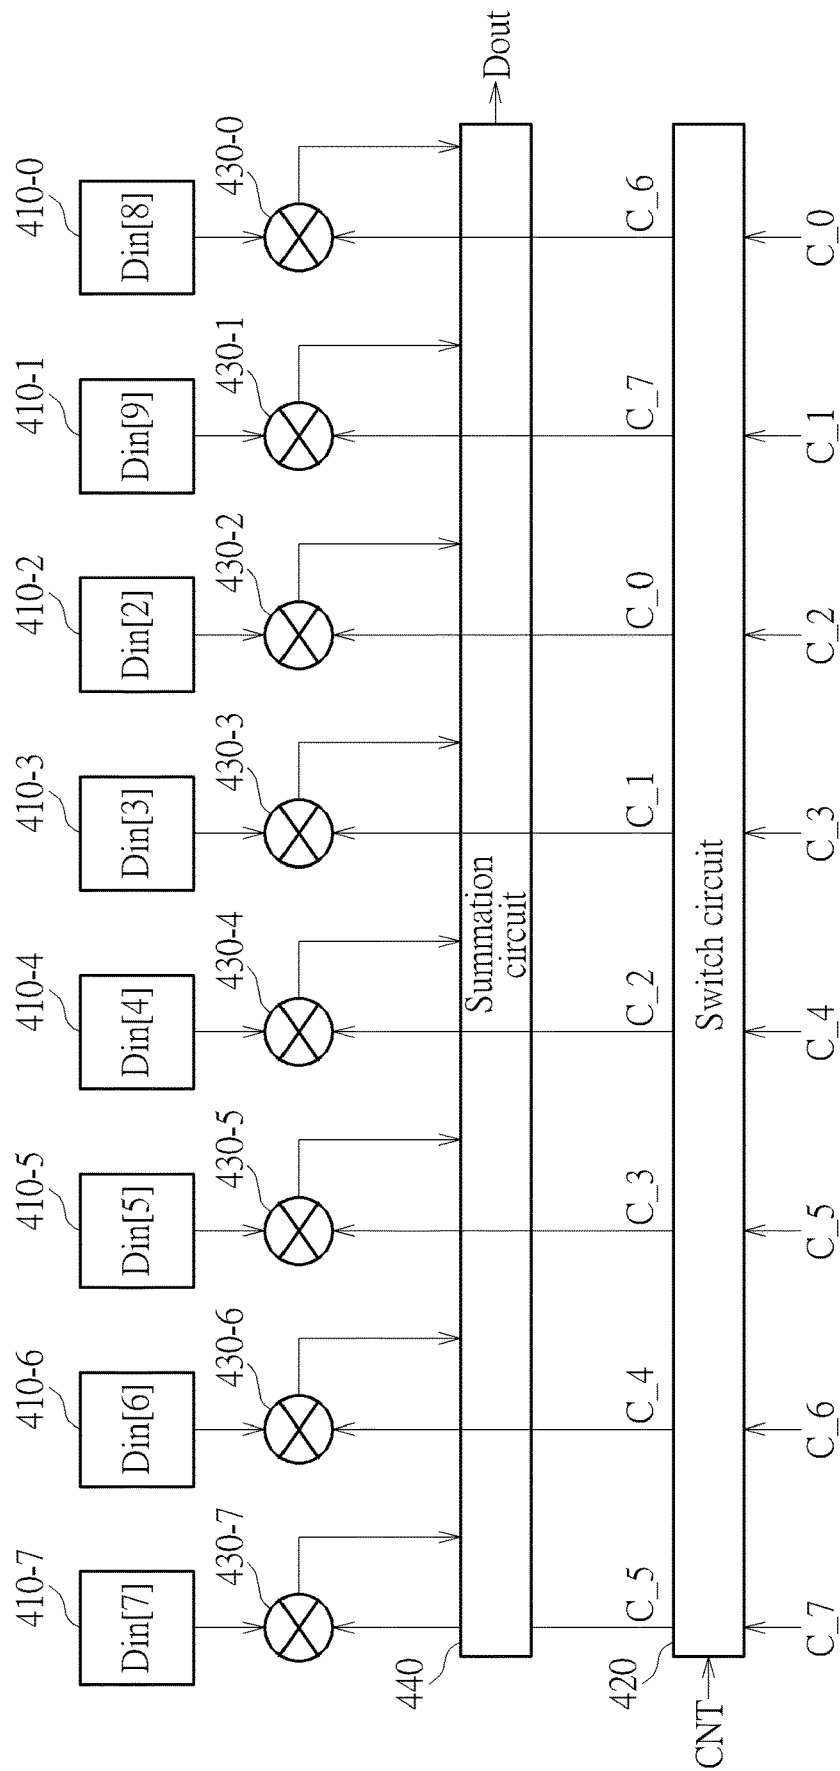 410-7
410-6
410-5
410-4
410-3
410-2
410-1
410-0
Din[7]
Din[6]
Din[5]
Din[4]
Din[3]
Din[2]
Din[9]
Din[8]
430-7
430-6
430-5
430-4
430-3
430-2
430-1
430-0
440
Summation
circuit
Dout
420
C_5
C_4
C_3
C_2
C_1
C_0
C_7
C_6
CNT
Switch circuit
C_7
C_6
C_5
C_4
C_3
C_2
C_1
C_0